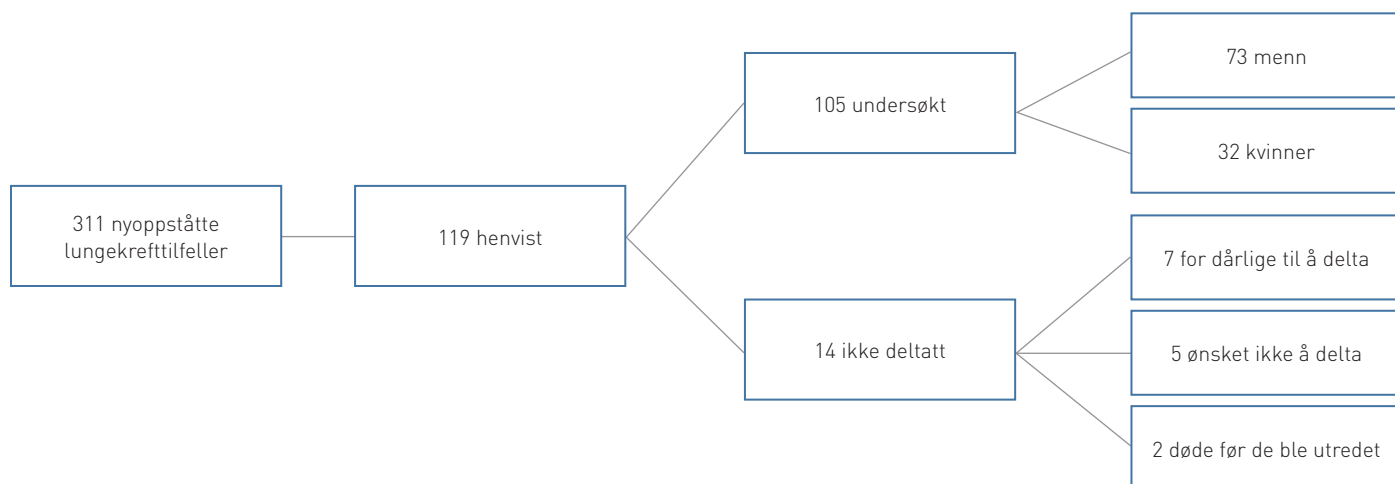 311 nyoppståtte
lungekrefttilfeller
119 henvist
105 undersøkt
73 menn
32 kvinner
14 ikke deltatt
7 for dårlige til å delta
5 ønsket ikke å delta
2 døde før de ble utredet